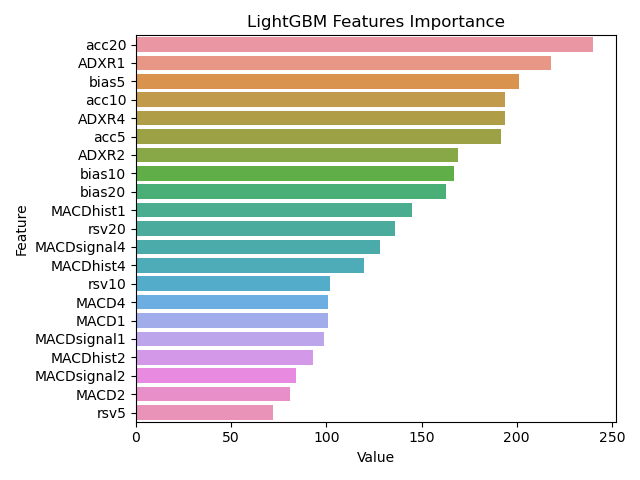 LightGBM Features Importance
acc20
ADXR1
bias5
acc10
ADXR4
acc5
ADXR2
bias10
bias20
MACDhist1
rsv20
MACDsignal4
MACDhist4
rsv10
MACD4
MACD1
MACDsignal1
MACDhist2
MACDsignal2
MACD2
rsv5
Feature
0 50 100 150 200 250
Value